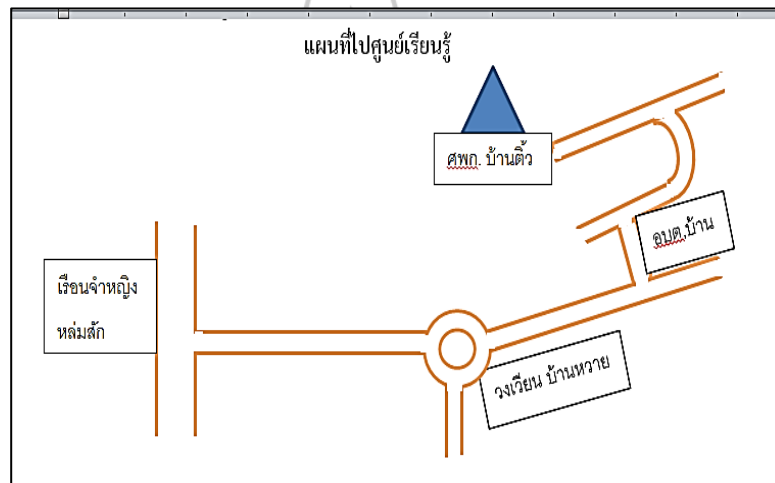 แผนที่ไปศูนย์เรียนรู้
ศพก. บ้านติ้ว
อบต,บ้าน
เรือนจำหญิง
หล่มสัก
วงเวียน บ้านหวาย